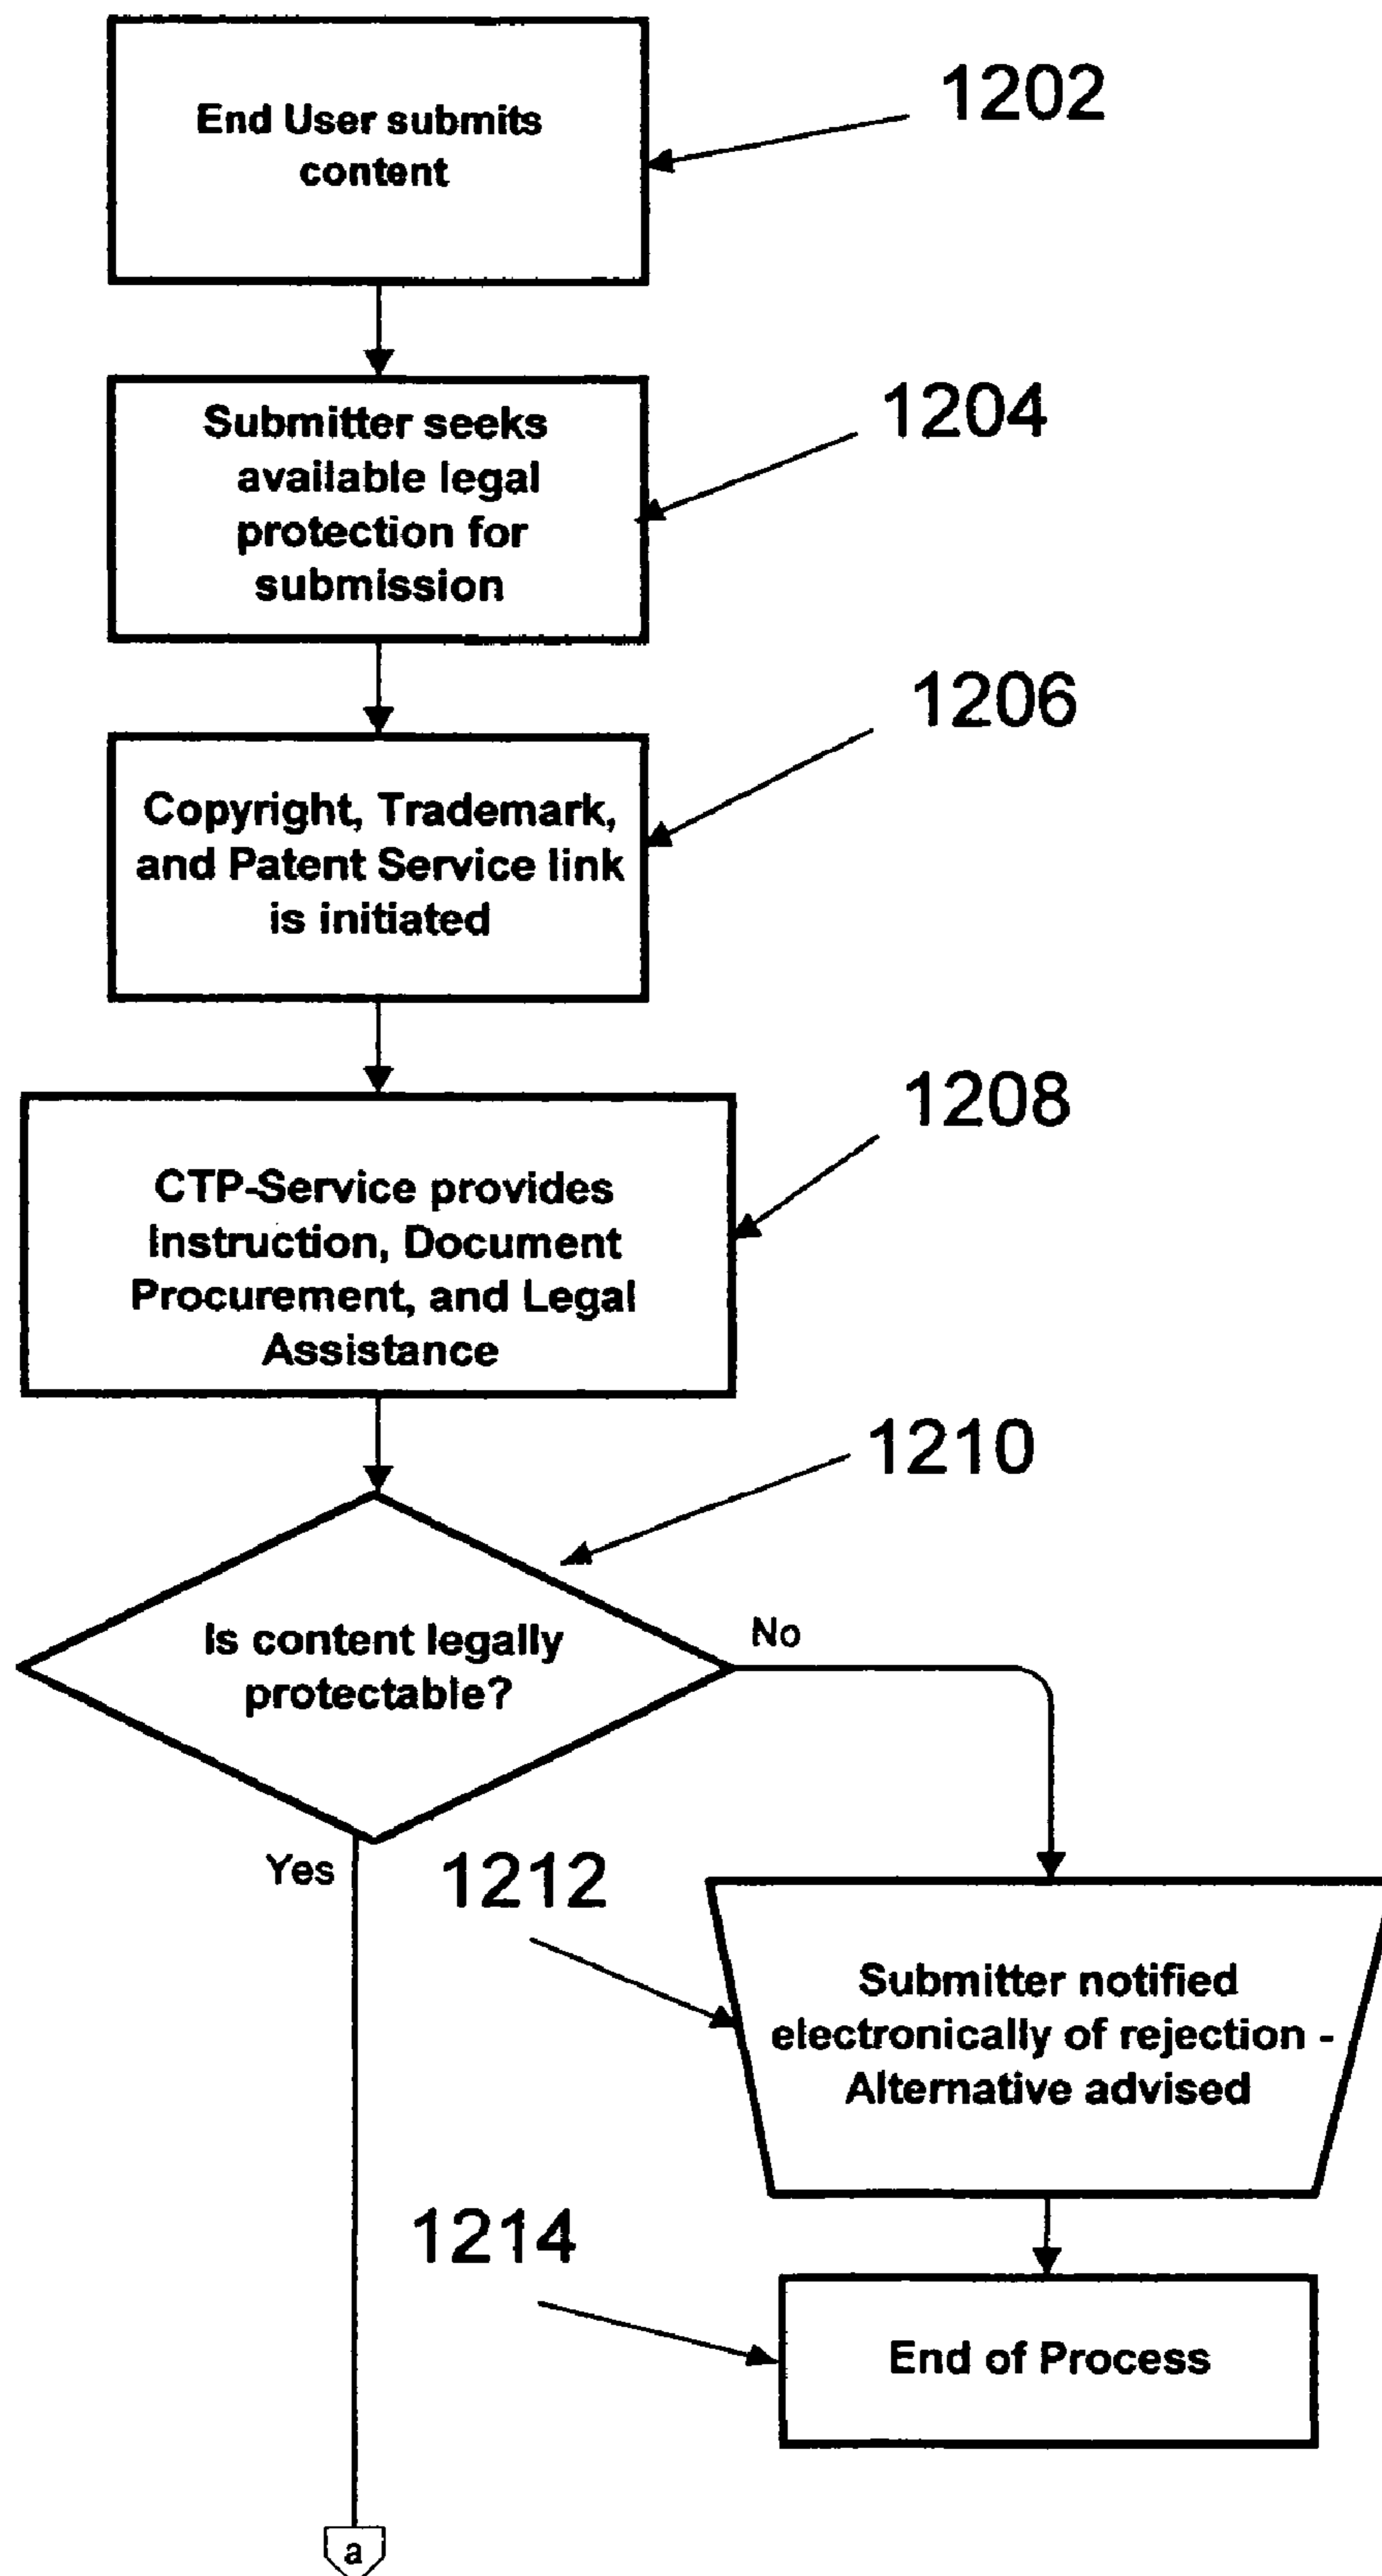 End User submits
content
1202
Submitter seeks
available legal
protection for
submission
1204
Copyright, Trademark,
and Patent Service link
is initiated
1206
CTP-Service provides
Instruction, Document
Procurement, and Legal
Assistance
1208
Is content legally
protectable?
1210
No
Yes
1212
Submitter notified
electronically of rejection -
Alternative advised
1214
End of Process
a